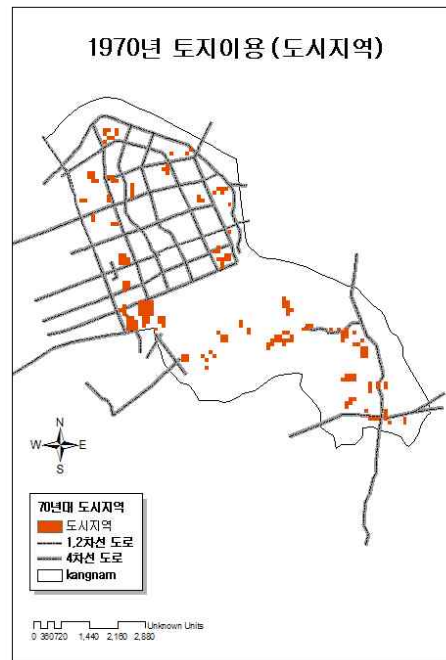 1970년 토지이용(도시지역)
N
W E
S
70년대 도시지역
도시지역
1,2차선 도로
4차선 도로
kangnam
Unknown Units
0 360720 1,440 2,160 2,880